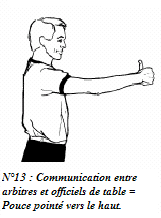 N°13 : Communication entre
arbitres et officiels de table =
Pouce pointé vers le haut.